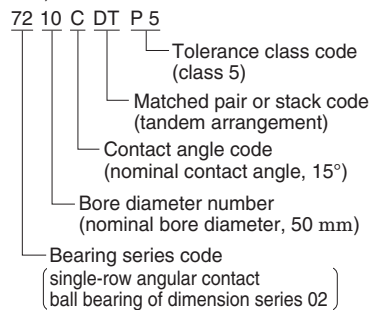 72 10 C DT P 5
Tolerance class code
(class 5)
Matched pair or stack code
(tandem arrangement)
Contact angle code
(nominal contact angle, 15°)
Bore diameter number
(nominal bore diameter, 50 mm)
Bearing series code
(single-row angular contact
ball bearing of dimension series 02)